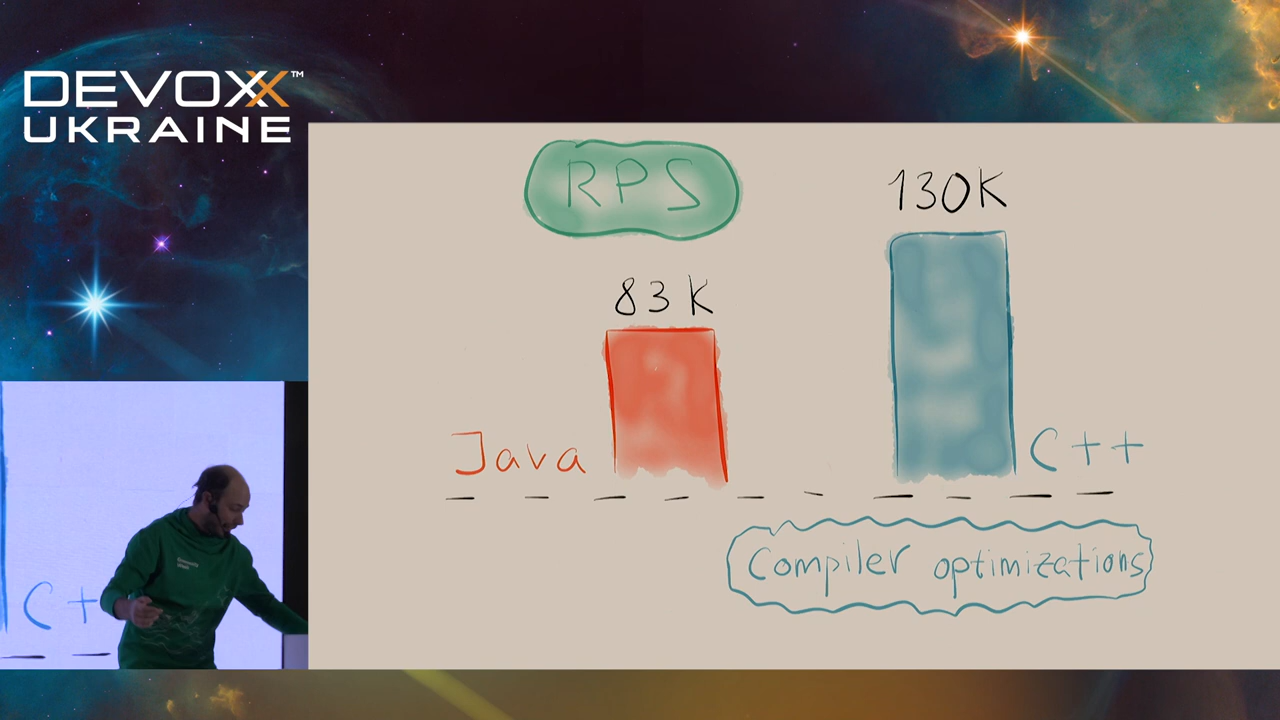 DEVOXX™
UKRAINE
RPS
130K
83K
Java
C++
Compiler optimizations
C+